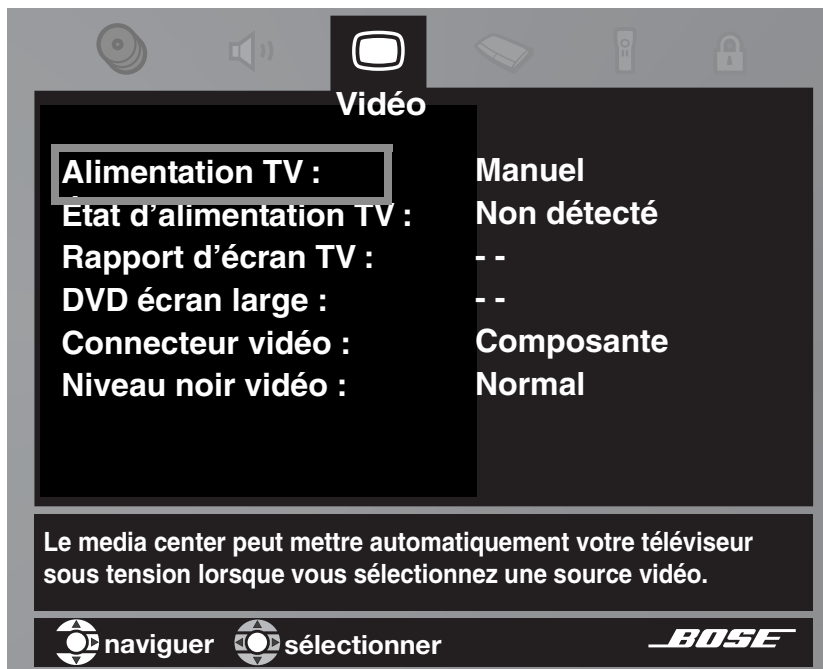 Vidéo
Alimentation TV : Manuel
État d’alimentation TV : Non détecté
Rapport d’écran TV : - -
DVD écran large : - -
Connecteur vidéo : Composante
Niveau noir vidéo : Normal
Le media center peut mettre automatiquement votre téléviseur
sous tension lorsque vous sélectionnez une source vidéo.
naviguer sélectionner BOSE